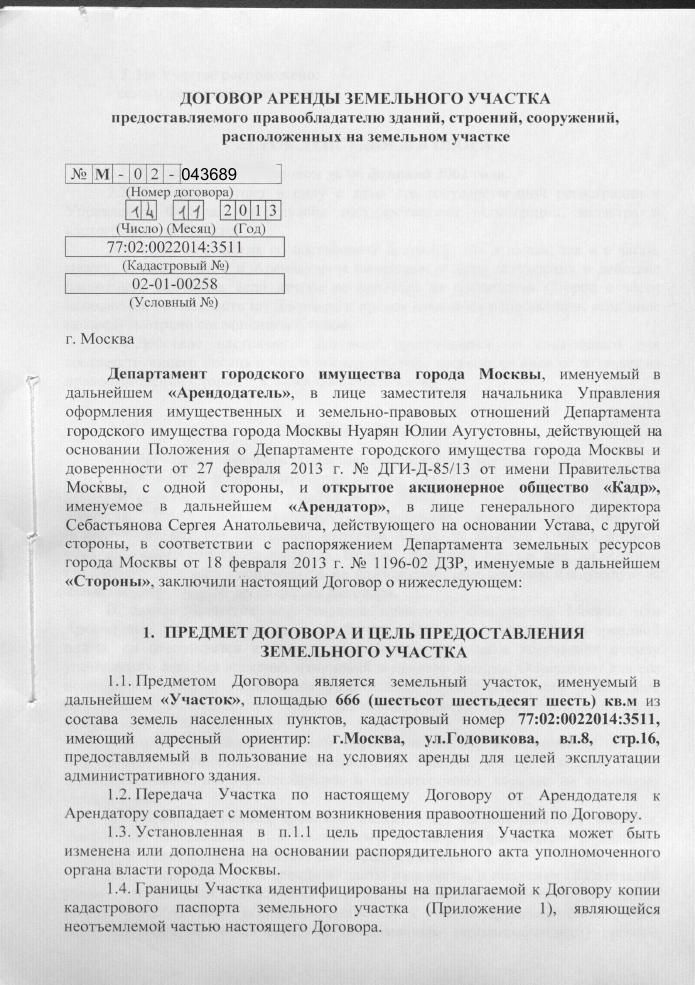 ДОГОВОР АРЕНДЫ ЗЕМЕЛЬНОГО УЧАСТКА
предоставляемого правообладателю зданий, строений, сооружений,
расположенных на земельном участке
№ М - 0 2 - 043689
(Номер договора)
14 11 2013
(Число) (Месяц) (Год)
77:02:0022014:3511
(Кадастровый №)
02-01-00258
(Условный №)
г. Москва
Департамент городского имущества города Москвы, именуемый в
дальнейшем «Арендодатель», в лице заместителя начальника Управления
оформления имущественных и земельно-правовых отношений Департамента
городского имущества города Москвы Нуарян Юлии Аугустовны, действующей на
основании Положения о Департаменте городского имущества города Москвы и
доверенности от 27 февраля 2013 г. № ДГИ-Д-85/13 от имени Правительства
Москвы, с одной стороны, и открытое акционерное общество «Кадр»,
именуемое в дальнейшем «Арендатор», в лице генерального директора
Себастьянова Сергея Анатольевича, действующего на основании Устава, с другой
стороны, в соответствии с распоряжением Департамента земельных ресурсов
города Москвы от 18 февраля 2013 г. № 1196-02 ДЗР, именуемые в дальнейшем
«Стороны», заключили настоящий Договор о нижеследующем:
1. ПРЕДМЕТ ДОГОВОРА И ЦЕЛЬ ПРЕДОСТАВЛЕНИЯ
ЗЕМЕЛЬНОГО УЧАСТКА
1.1. Предметом Договора является земельный участок, именуемый в
дальнейшем «Участок», площадью 666 (шестьсот шестьдесят шесть) кв.м из
состава земель населенных пунктов, кадастровый номер 77:02:0022014:3511,
имеющий адресный ориентир: г.Москва, ул.Годовикова, вл.8, стр.16,
предоставляемый в пользование на условиях аренды для целей эксплуатации
административного здания.
1.2. Передача Участка по настоящему Договору от Арендодателя к
Арендатору совпадает с моментом возникновения правоотношений по Договору.
1.3. Установленная в п.1.1 цель предоставления Участка может быть
изменена или дополнена на основании распорядительного акта уполномоченного
органа власти города Москвы.
1.4. Границы Участка идентифицированы на прилагаемой к Договору копии
кадастрового паспорта земельного участка (Приложение 1), являющейся
неотъемлемой частью настоящего Договора.